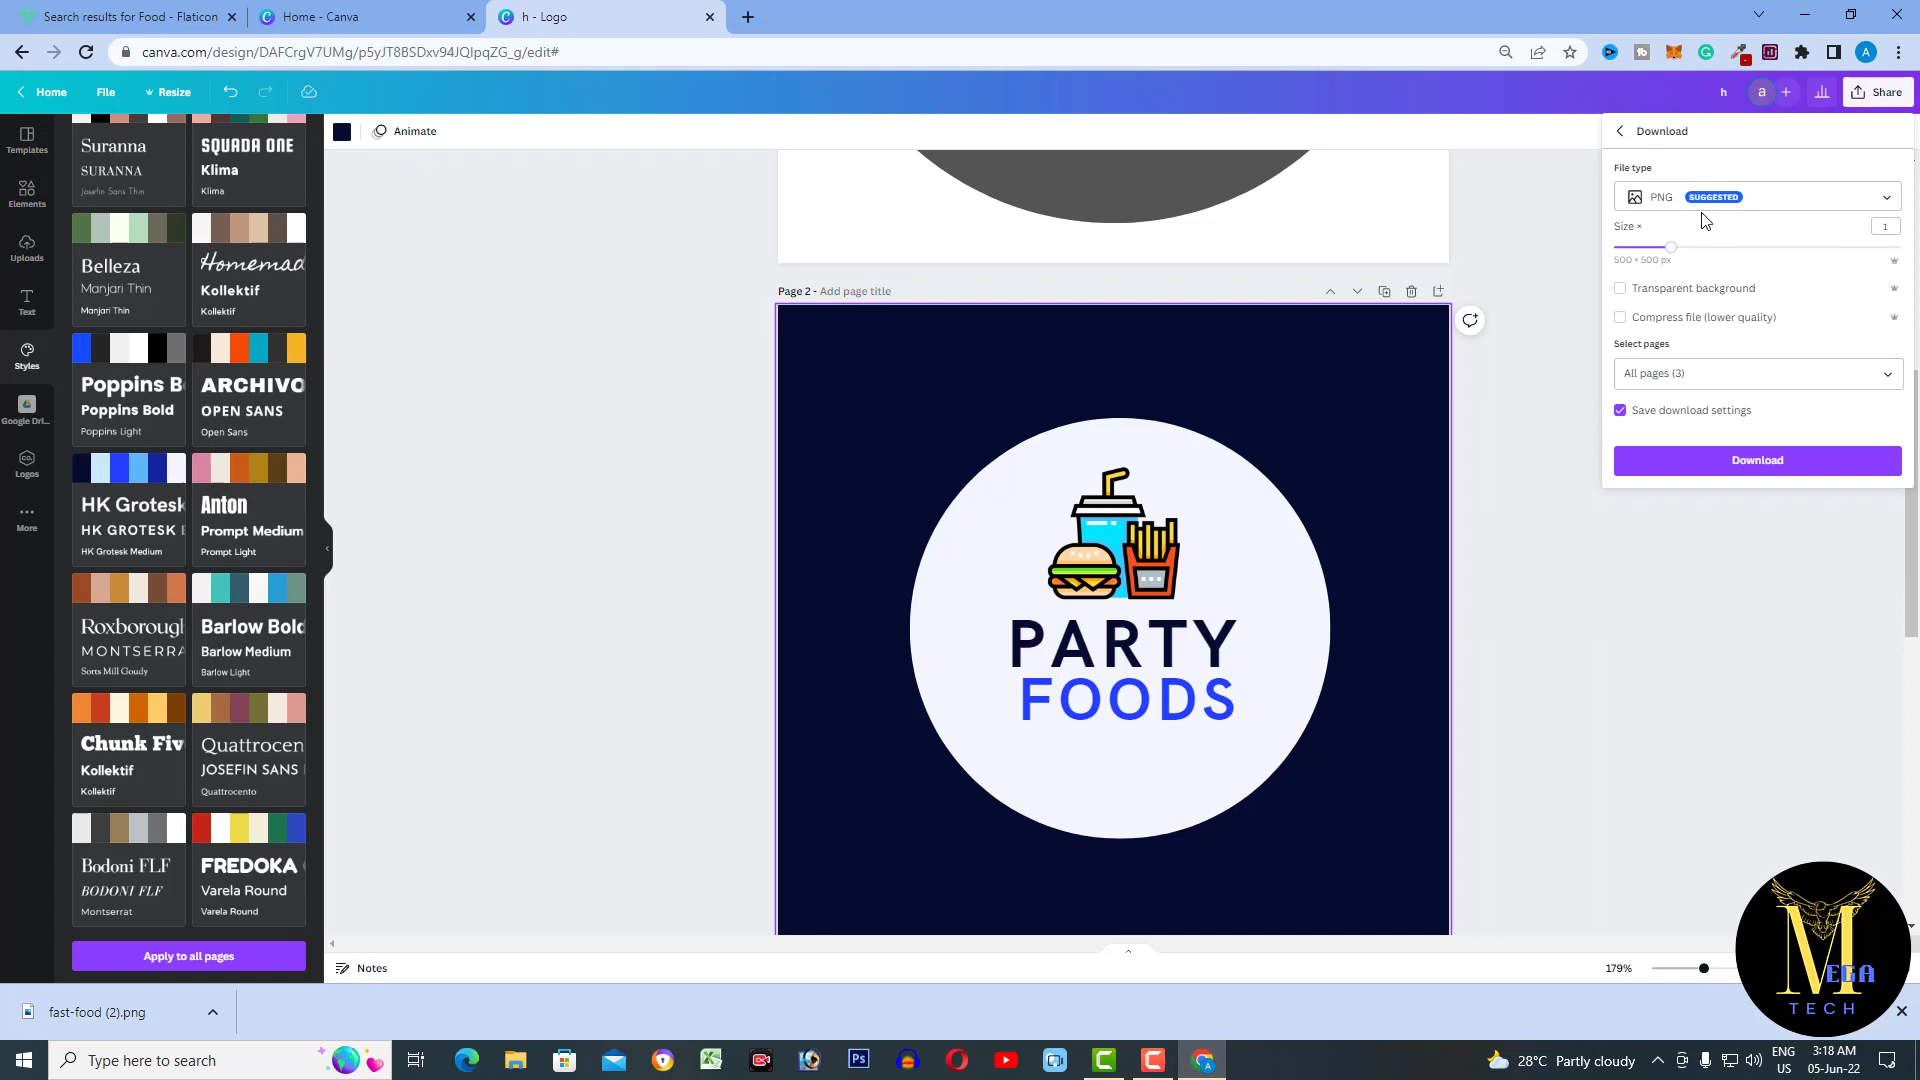 Search results for Food - Flaticon
Home - Canva
h - Logo
canva.com/design/DAFCrgV7UMg/p5yJT8BSDxv94JQIpqZG_g/edit#
Home
File
Resize
h
a
Share
A
Templates
Elements
Uploads
Text
Styles
Google Dri...
Logos
More
Suranna
SURANNA
Josefin Sans Thin
SQUADA ONE
Klima
Klima
Belleza
Manjari Thin
Manjari Thin
Homemad
Kollektif
Kollektif
Poppins B
Poppins Bold
Poppins Light
ARCHIVO
OPEN SANS
Open Sans
HK Grotesk
HK GROTESK
HK Grotesk Medium
Anton
Prompt Medium
Prompt Light
Roxborough
MONTSERRA
Sorts Mill Goudy
Barlow Bold
Barlow Medium
Barlow Light
Chunk Fiv
Kollektif
Kollektif
Quattrocen
JOSEFIN SANS
Quattrocento
Bodoni FLF
BODONI FLF
Montserrat
FREDOKA
Varela Round
Varela Round
Apply to all pages
Animate
Page 2 - Add page title
PARTY
FOODS
Notes
179%
Download
File type
PNG SUGGESTED
Size ×
1
500 × 500 px
Transparent background
Compress file (lower quality)
Select pages
All pages (3)
Save download settings
Download
M
EGA
TECH
fast-food (2).png
Type here to search
Ps
28°C Partly cloudy
ENG
US
3:18 AM
05-Jun-22